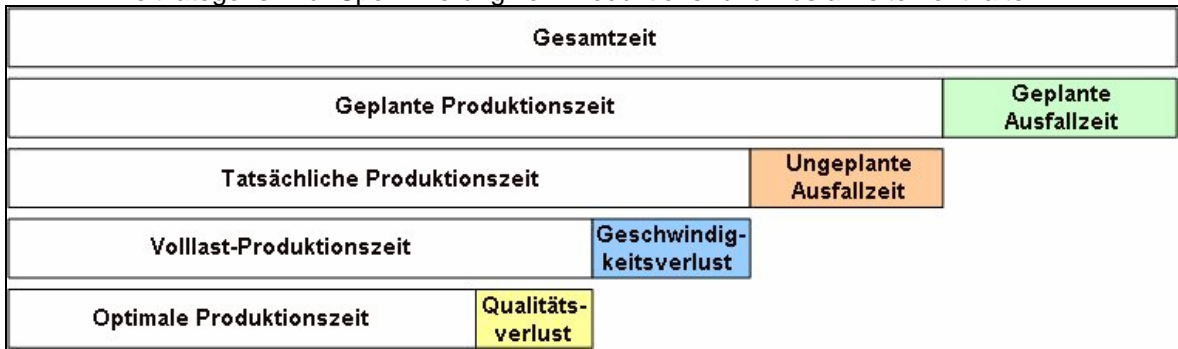 Gesamtzeit
Geplante Produktionszeit
Geplante
Ausfallzeit
Tatsächliche Produktionszeit
Ungeplante
Ausfallzeit
Volllast-Produktionszeit
Geschwindig-
keitsverlust
Optimale Produktionszeit
Qualitäts-
verlust